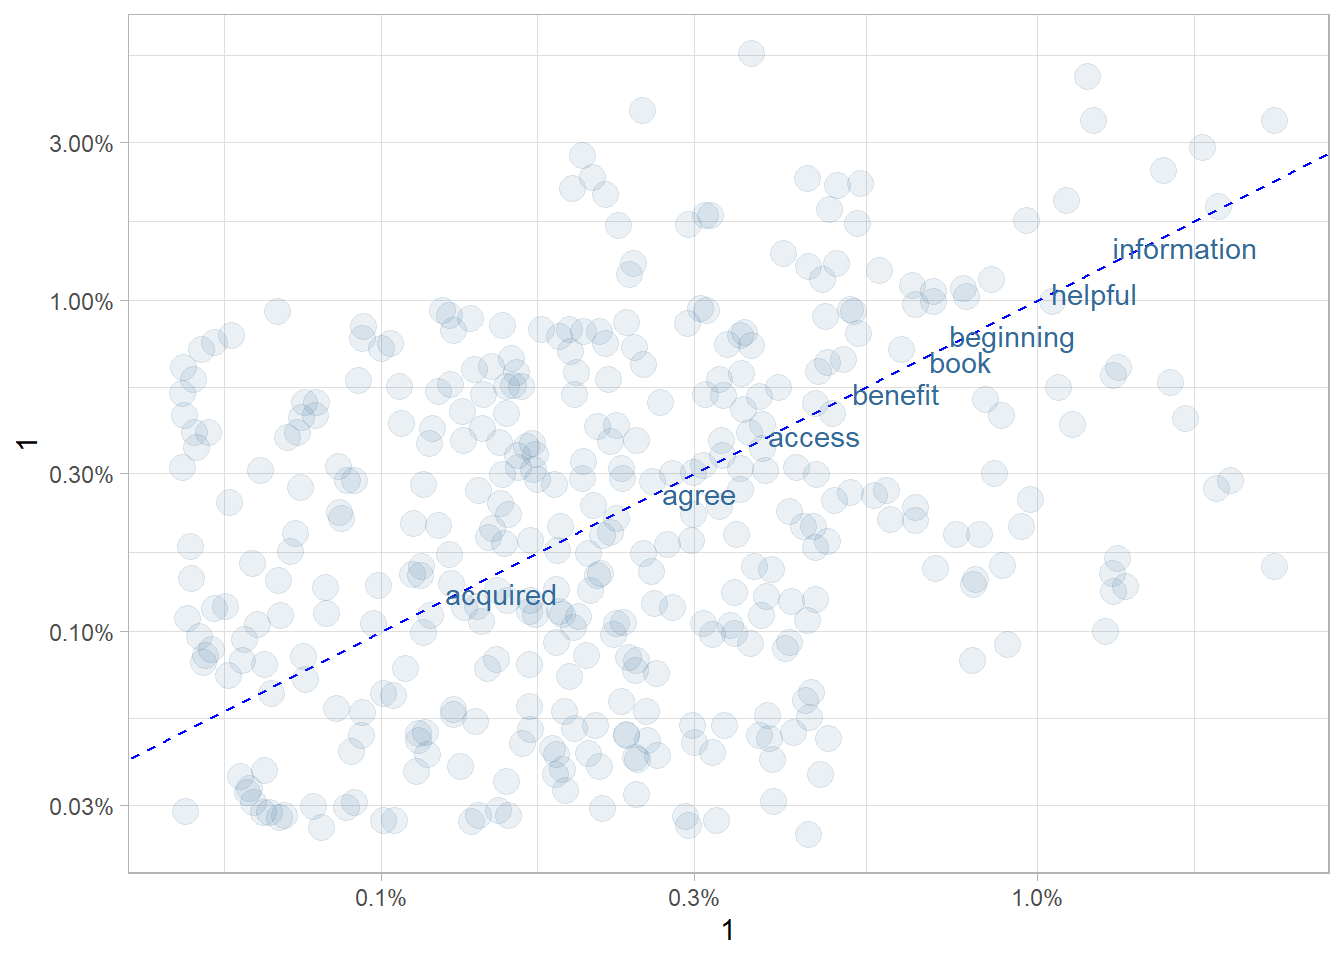 3.00%
1.00%
0.30%
0.10%
0.03%
1
information
helpful
beginning
book
benefit
access
agree
acquired
0.1%
0.3%
1.0%
1